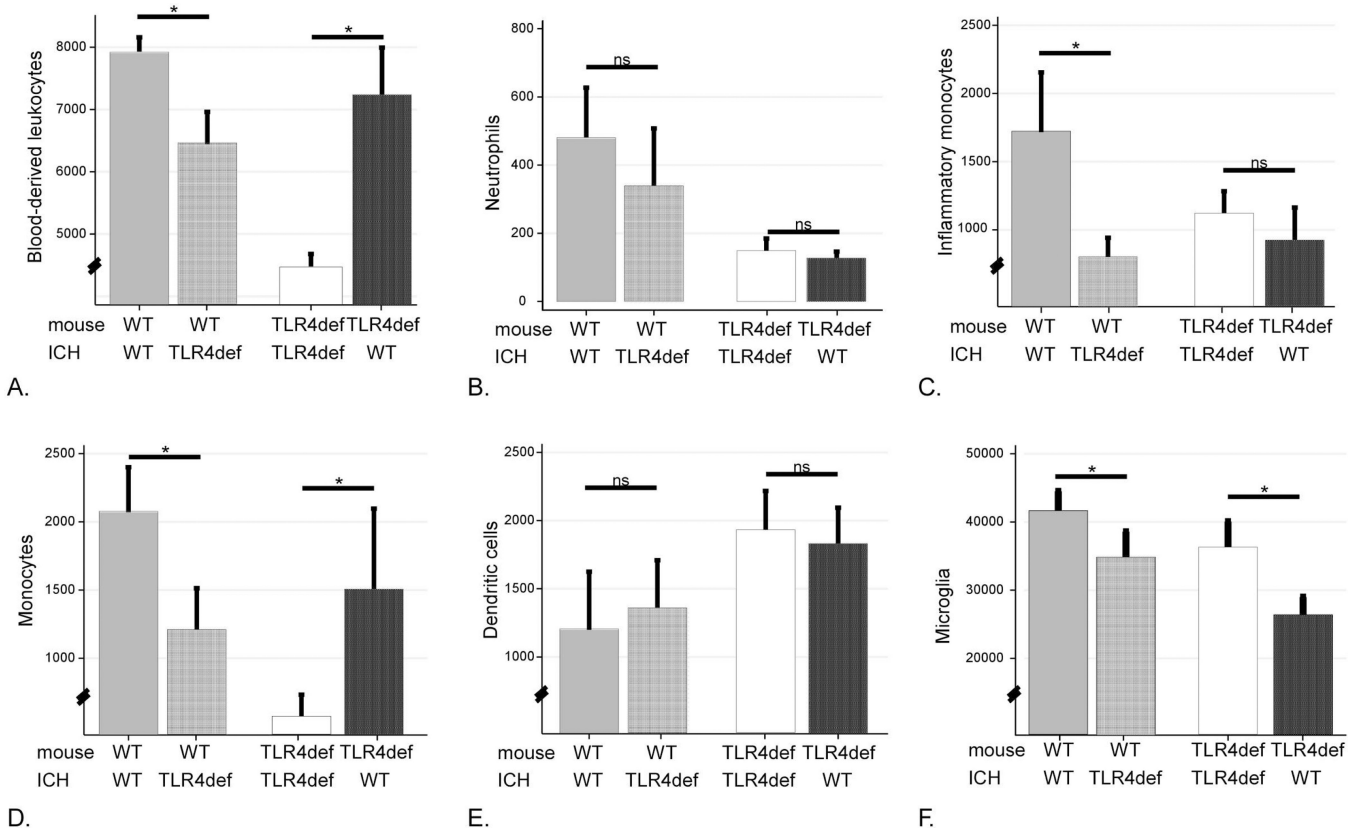 Blood-derived leukocytes
8000
7000
6000
5000
*
*
mouse WT WT TLR4def TLR4def
ICH WT TLR4def TLR4def WT
A.
Neutrophils
800
600
400
200
0
ns
ns
mouse WT WT TLR4def TLR4def
ICH WT TLR4def TLR4def WT
B.
Inflammatory monocytes
2500
2000
1500
1000
*
ns
mouse WT WT TLR4def TLR4def
ICH WT TLR4def TLR4def WT
C.
Monocytes
2500
2000
1500
1000
*
*
mouse WT WT TLR4def TLR4def
ICH WT TLR4def TLR4def WT
D.
Dendritic cells
2500
2000
1500
1000
ns
ns
mouse WT WT TLR4def TLR4def
ICH WT TLR4def TLR4def WT
E.
Microglia
50000
40000
30000
20000
*
*
mouse WT WT TLR4def TLR4def
ICH WT TLR4def TLR4def WT
F.